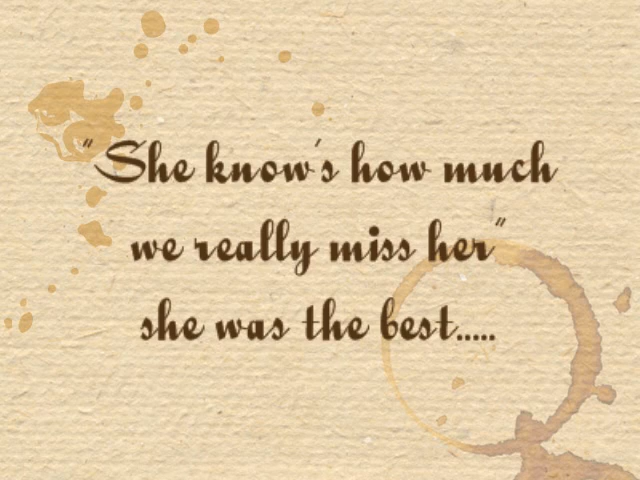 "She know's how much
we really miss her"
she was the best.....